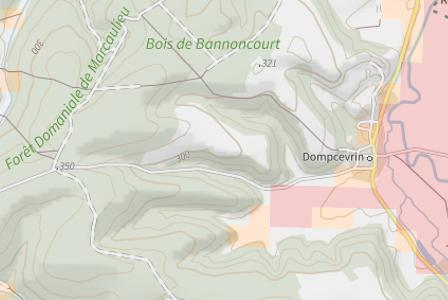 Bois de Bannoncourt
321
300
Forêt Domaniale de Marcaulieu
300
350
Dompcevrin